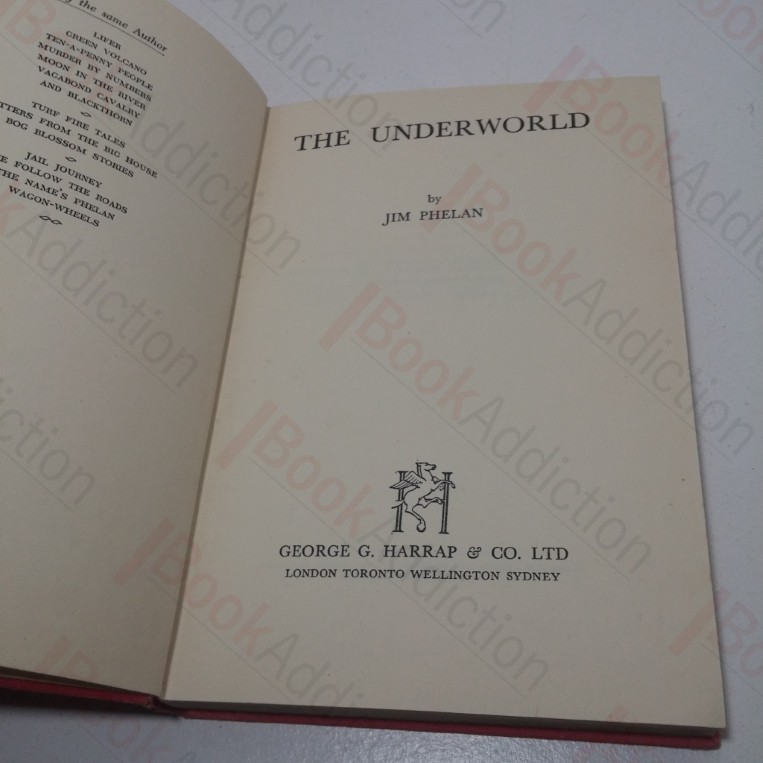 by the same Author
LIFER
GREEN VOLCANO
TEN-A-PENNY PEOPLE
MURDER BY NUMBERS
MOON IN THE RIVER
VAGABOND CAVALRY
AND BLACKTHORN
TURF FIRE TALES
TTERS FROM THE BIG HOUSE
BOG BLOSSOM STORIES
JAIL JOURNEY
E FOLLOW THE ROADS
THE NAME'S PHELAN
WAGON-WHEELS
THE UNDERWORLD
by
JIM PHELAN
H
GEORGE G. HARRAP & CO. LTD
LONDON TORONTO WELLINGTON SYDNEY
BookAddiction